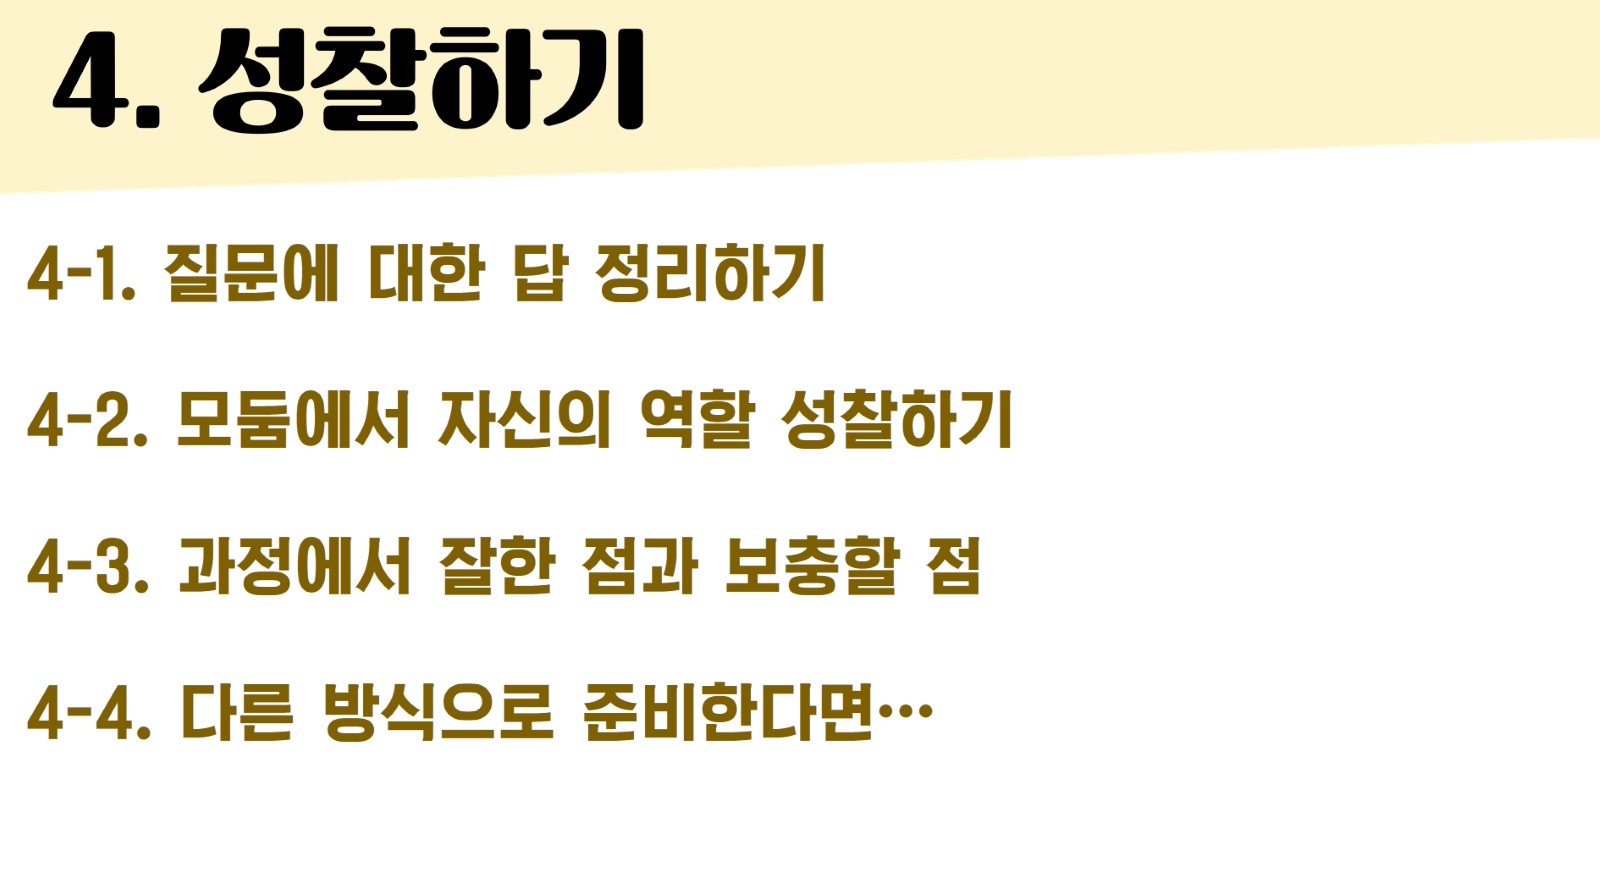 4. 성찰하기
4-1. 질문에 대한 답 정리하기
4-2. 모둠에서 자신의 역할 성찰하기
4-3. 과정에서 잘한 점과 보충할 점
4-4. 다른 방식으로 준비한다면…